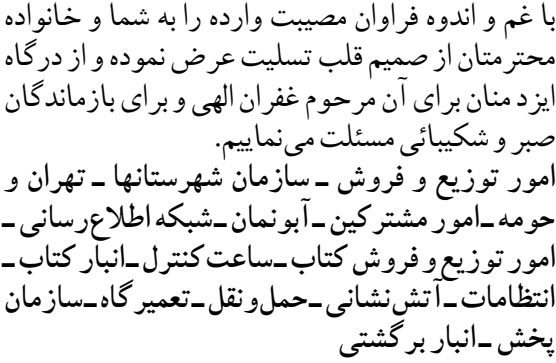 با غم و اندوه فراوان مصیبت وارده را به شما و خانواده
محترمتان از صمیم قلب تسلیت عرض نموده و از درگاه
ایزد منان برای آن مرحوم غفران الهی و برای بازماندگان
صبر و شکیبائی مسئلت می‌نماییم.
امور توزیع و فروش ـ سازمان شهرستانها ـ تهران و
حومه ـ امور مشترکین ـ آبونمان ـ شبکه اطلاع‌رسانی ـ
امور توزیع و فروش کتاب ـ ساعت کنترل ـ انبار کتاب ـ
انتظامات ـ آتش‌نشانی ـ حمل‌ونقل ـ تعمیرگاه ـ سازمان
پخش ـ انبار برگشتی